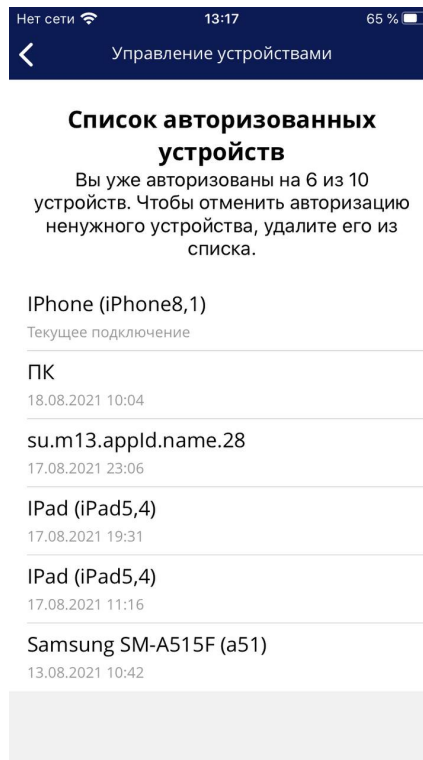 Нет сети 13:17 65 %
Управление устройствами
Список авторизованных
устройств
Вы уже авторизованы на 6 из 10
устройств. Чтобы отменить авторизацию
ненужного устройства, удалите его из
списка.
IPhone (iPhone8,1)
Текущее подключение
ПК
18.08.2021 10:04
su.m13.appId.name.28
17.08.2021 23:06
IPad (iPad5,4)
17.08.2021 19:31
IPad (iPad5,4)
17.08.2021 11:16
Samsung SM-A515F (a51)
13.08.2021 10:42